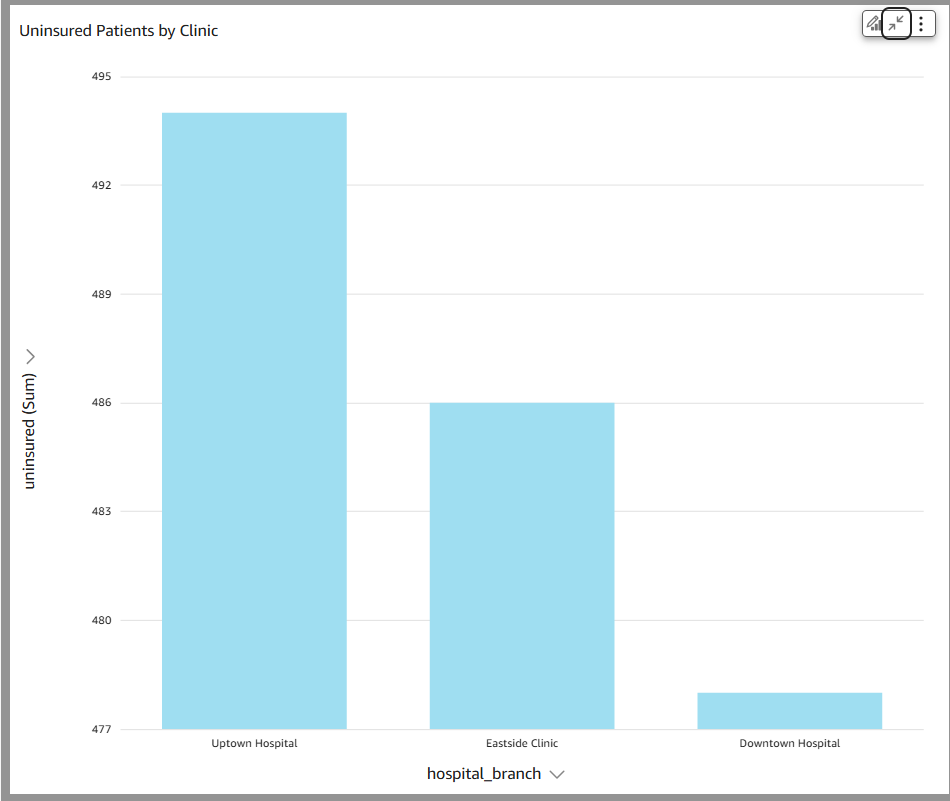 Uninsured Patients by Clinic
495
492
489
486
483
480
477
uninsured (Sum)
Uptown Hospital
Eastside Clinic
Downtown Hospital
hospital_branch